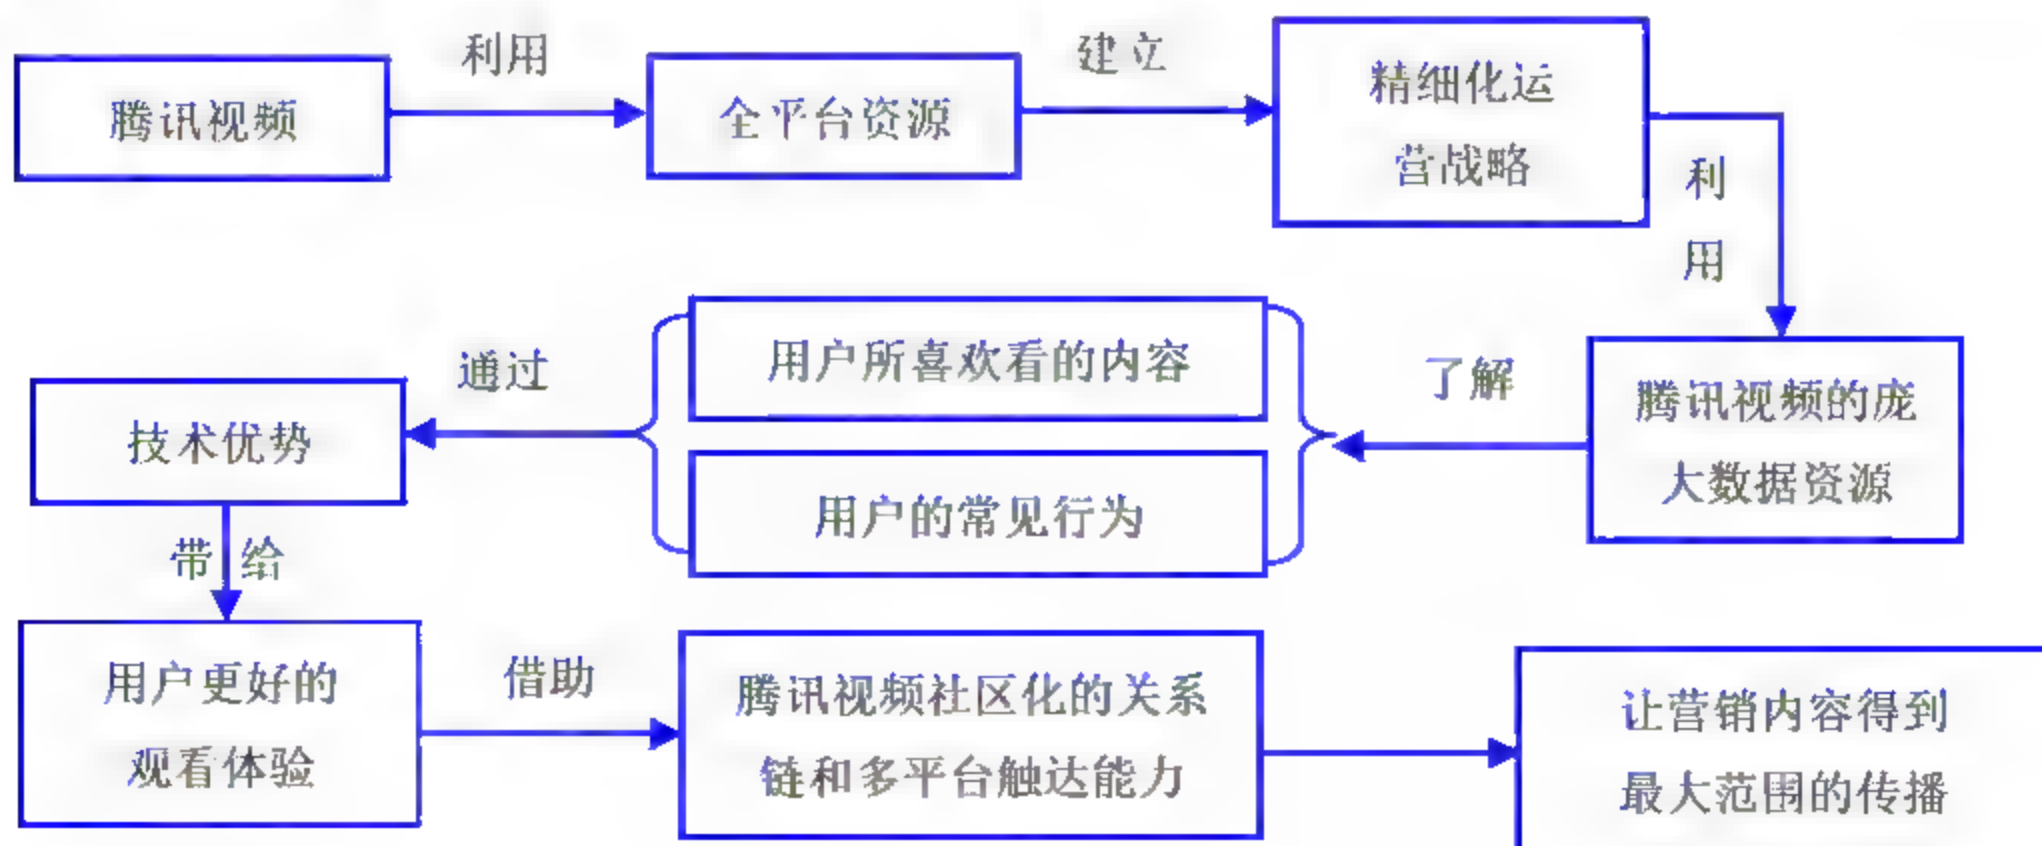 利用
建立
腾讯视频
全平台资源
精细化运
营战略
利
用
用户所喜欢看的内容
用户的常见行为
了解
腾讯视频的庞
大数据资源
通过
技术优势
带给
用户更好的
观看体验
借助
腾讯视频社区化的关系
链和多平台触达能力
让营销内容得到
最大范围的传播